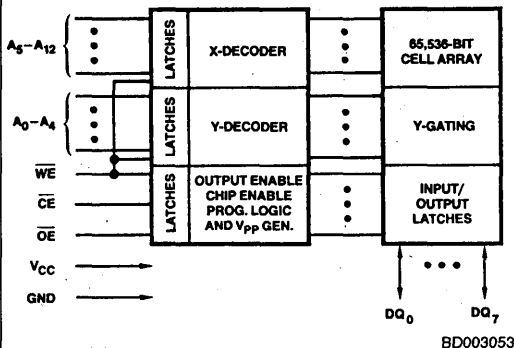 A5–A12
LATCHES
X-DECODER
65,536-BIT
CELL ARRAY
A0–A4
LATCHES
Y-DECODER
Y-GATING
WE
CE
OE
LATCHES
OUTPUT ENABLE
CHIP ENABLE
PROG. LOGIC
AND VPP GEN.
INPUT/
OUTPUT
LATCHES
VCC
GND
DQ0
DQ7
BD003053